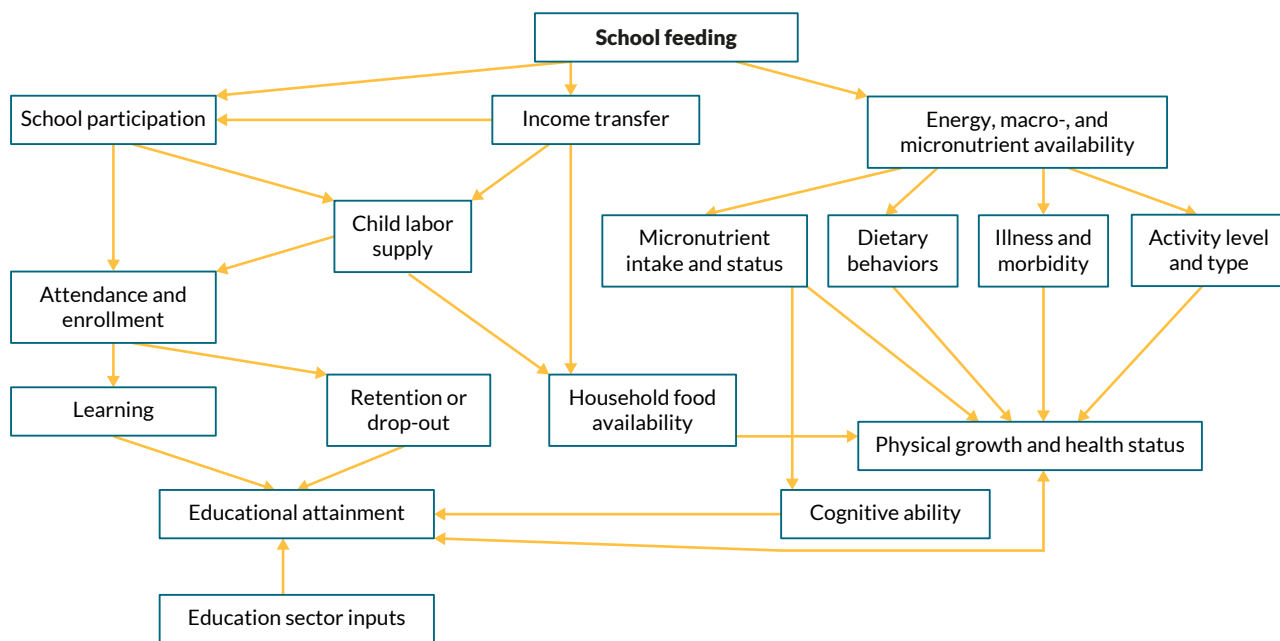 School feeding
School participation
Income transfer
Energy, macro-, and
micronutrient availability
Child labor
supply
Micronutrient
intake and status
Dietary
behaviors
Illness and
morbidity
Activity level
and type
Attendance and
enrollment
Learning
Retention or
drop-out
Household food
availability
Physical growth and health status
Educational attainment
Cognitive ability
Education sector inputs